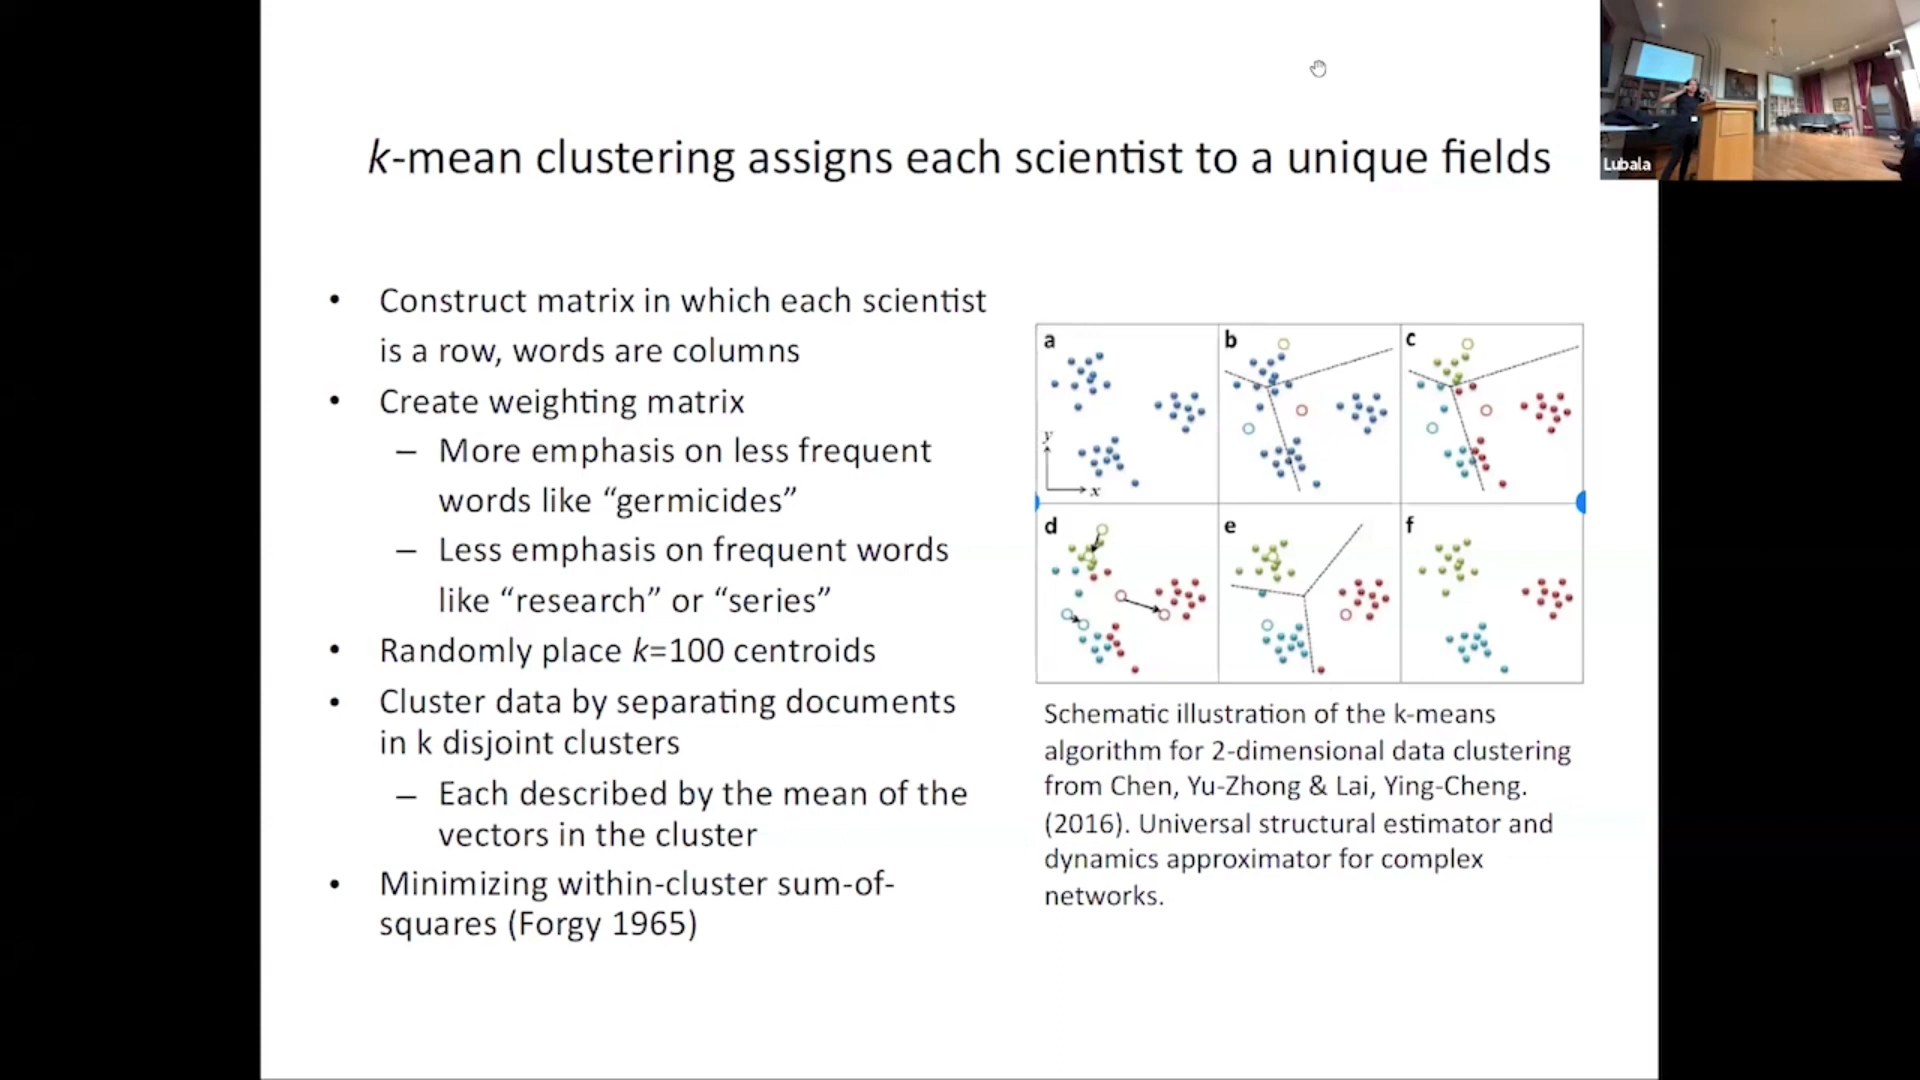 k-mean clustering assigns each scientist to a unique fields
• Construct matrix in which each scientist
is a row, words are columns
• Create weighting matrix
– More emphasis on less frequent
words like “germicides”
– Less emphasis on frequent words
like “research” or “series”
• Randomly place k=100 centroids
• Cluster data by separating documents
in k disjoint clusters
– Each described by the mean of the
vectors in the cluster
• Minimizing within-cluster sum-of-
squares (Forgy 1965)
a
b
c
y
x
d
e
f
Schematic illustration of the k-means
algorithm for 2-dimensional data clustering
from Chen, Yu-Zhong & Lai, Ying-Cheng.
(2016). Universal structural estimator and
dynamics approximator for complex
networks.
Lubala